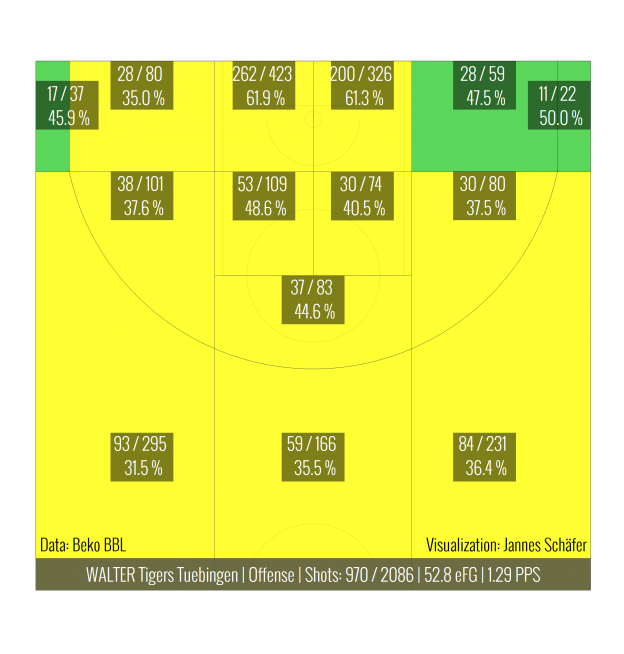 28 / 80
35.0 %
262 / 423
61.9 %
200 / 326
61.3 %
28 / 59
47.5 %
17 / 37
45.9 %
11 / 22
50.0 %
38 / 101
37.6 %
53 / 109
48.6 %
30 / 74
40.5 %
30 / 80
37.5 %
37 / 83
44.6 %
93 / 295
31.5 %
59 / 166
35.5 %
84 / 231
36.4 %
Data: Beko BBL
Visualization: Jannes Schäfer
WALTER Tigers Tuebingen | Offense | Shots: 970 / 2086 | 52.8 eFG | 1.29 PPS